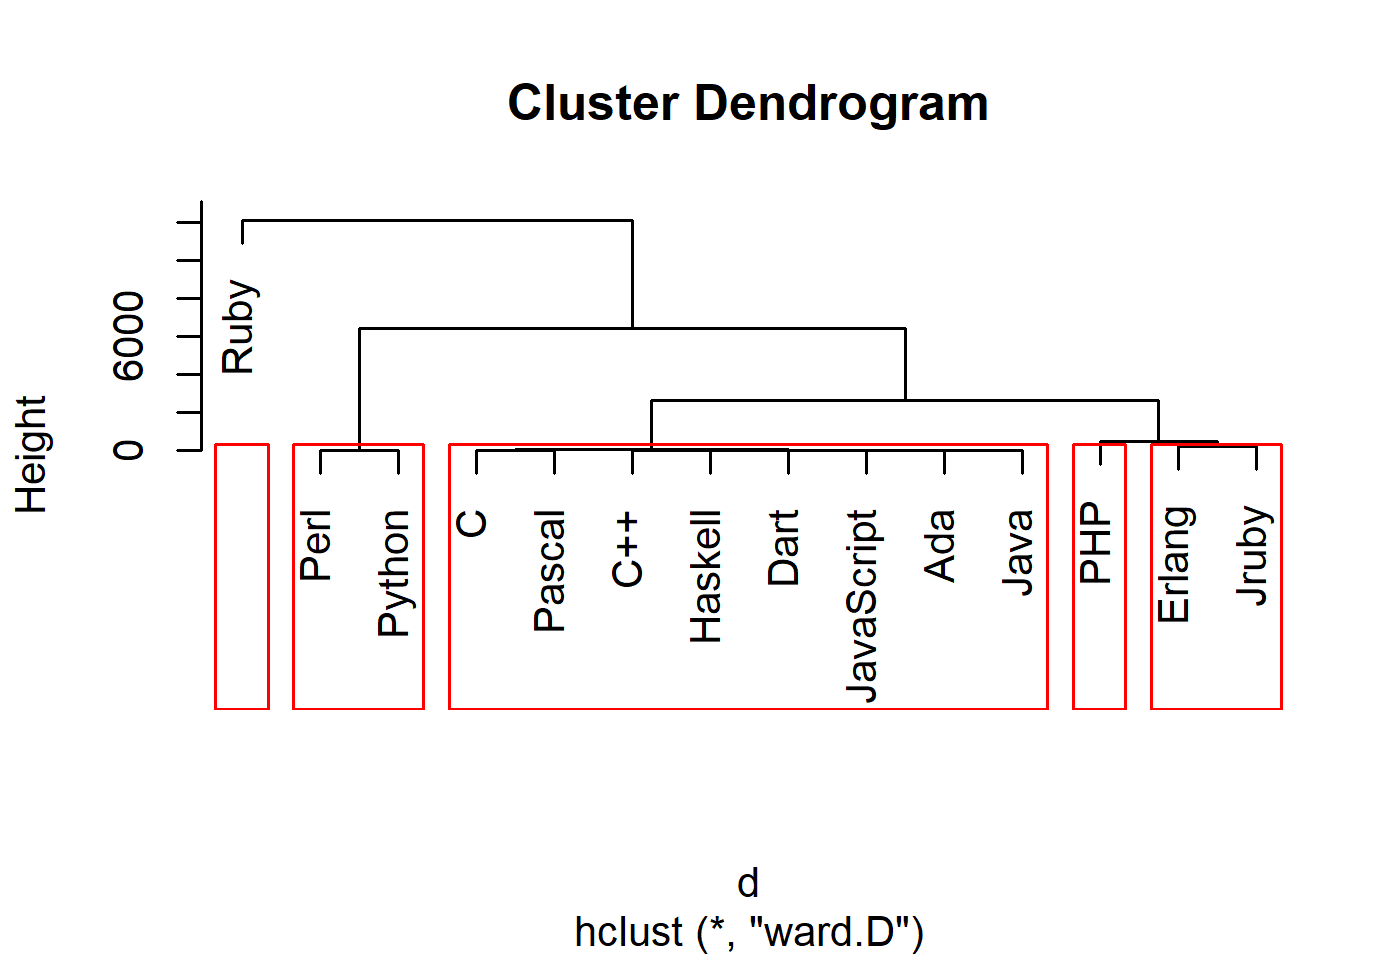 Cluster Dendrogram
Height
6000
0
Ruby
Perl
Python
C
Pascal
C++
Haskell
Dart
JavaScript
Ada
Java
PHP
Erlang
Jruby
d
hclust (*, "ward.D")